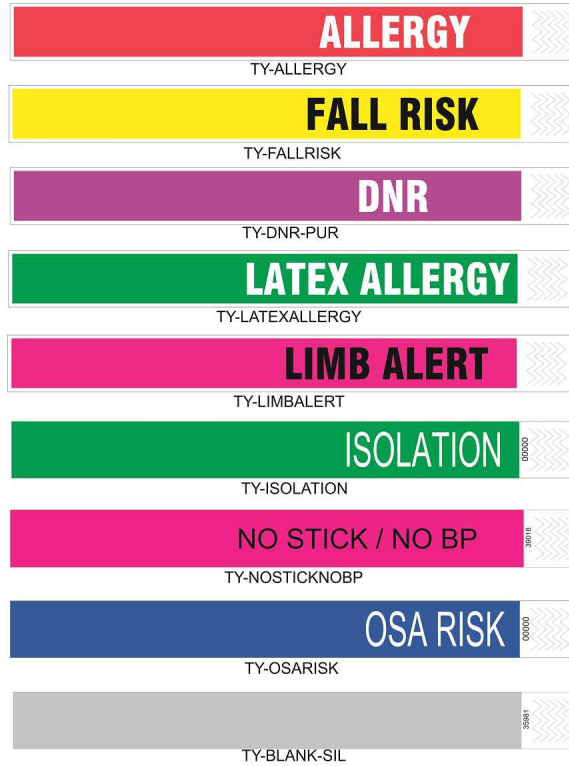 ALLERGY
TY-ALLERGY
FALL RISK
TY-FALLRISK
DNR
TY-DNR-PUR
LATEX ALLERGY
TY-LATEXALLERGY
LIMB ALERT
TY-LIMBALERT
ISOLATION
00000
TY-ISOLATION
NO STICK / NO BP
39018
TY-NOSTICKNOBP
OSA RISK
00000
TY-OSARISK
35981
TY-BLANK-SIL